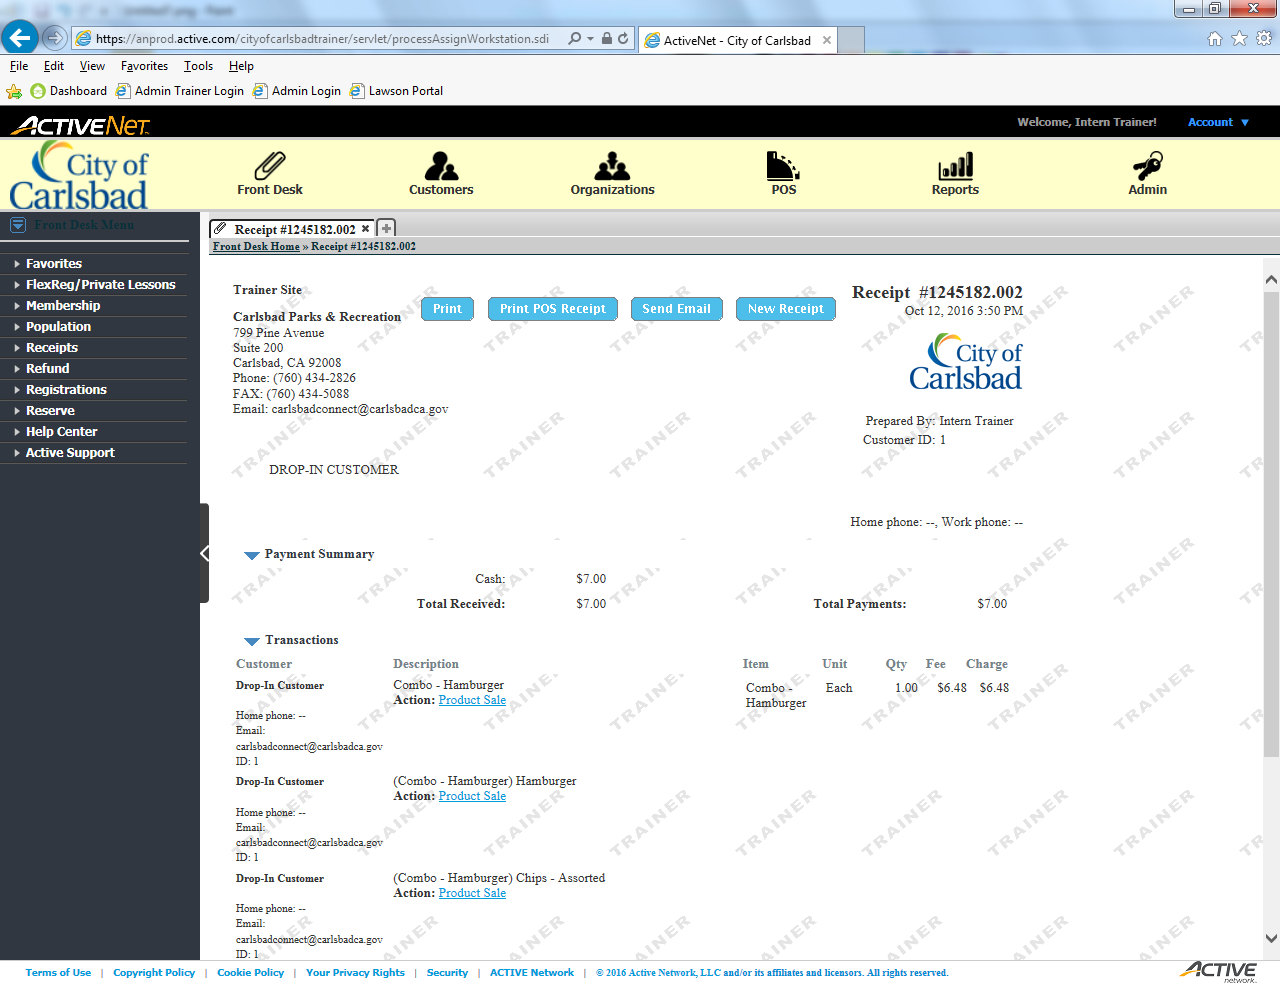 https://anprod.active.com/cityofcarlsbadtrainer/servlet/processAssignWorkstation.sdi
ActiveNet - City of Carlsbad
File Edit View Favorites Tools Help
Dashboard Admin Trainer Login Admin Login Lawson Portal
ACTIVENET
Welcome, Intern Trainer! Account
City of Carlsbad
Front Desk Customers Organizations POS Reports Admin
Front Desk Menu
Favorites
FlexReg/Private Lessons
Membership
Population
Receipts
Refund
Registrations
Reserve
Help Center
Active Support
Receipt #1245182.002
Front Desk Home » Receipt #1245182.002
Trainer Site
Carlsbad Parks & Recreation
799 Pine Avenue
Suite 200
Carlsbad, CA 92008
Phone: (760) 434-2826
FAX: (760) 434-5088
Email: carlsbadconnect@carlsbadca.gov
Print Print POS Receipt Send Email New Receipt
Receipt #1245182.002
Oct 12, 2016 3:50 PM
City of Carlsbad
Prepared By: Intern Trainer
Customer ID: 1
DROP-IN CUSTOMER
Home phone: --, Work phone: --
Payment Summary
Cash: $7.00
Total Received: $7.00 Total Payments: $7.00
Transactions
Customer Description Item Unit Qty Fee Charge
Drop-In Customer Combo - Hamburger Combo - Hamburger Each 1.00 $6.48 $6.48
Action: Product Sale
Home phone: --
Email:
carlsbadconnect@carlsbadca.gov
ID: 1
Drop-In Customer (Combo - Hamburger) Hamburger
Action: Product Sale
Home phone: --
Email:
carlsbadconnect@carlsbadca.gov
ID: 1
Drop-In Customer (Combo - Hamburger) Chips - Assorted
Action: Product Sale
Home phone: --
Email:
carlsbadconnect@carlsbadca.gov
ID: 1
TRAINER
Terms of Use | Copyright Policy | Cookie Policy | Your Privacy Rights | Security | ACTIVE Network | © 2016 Active Network, LLC and/or its affiliates and licensors. All rights reserved.
ACTIVE network